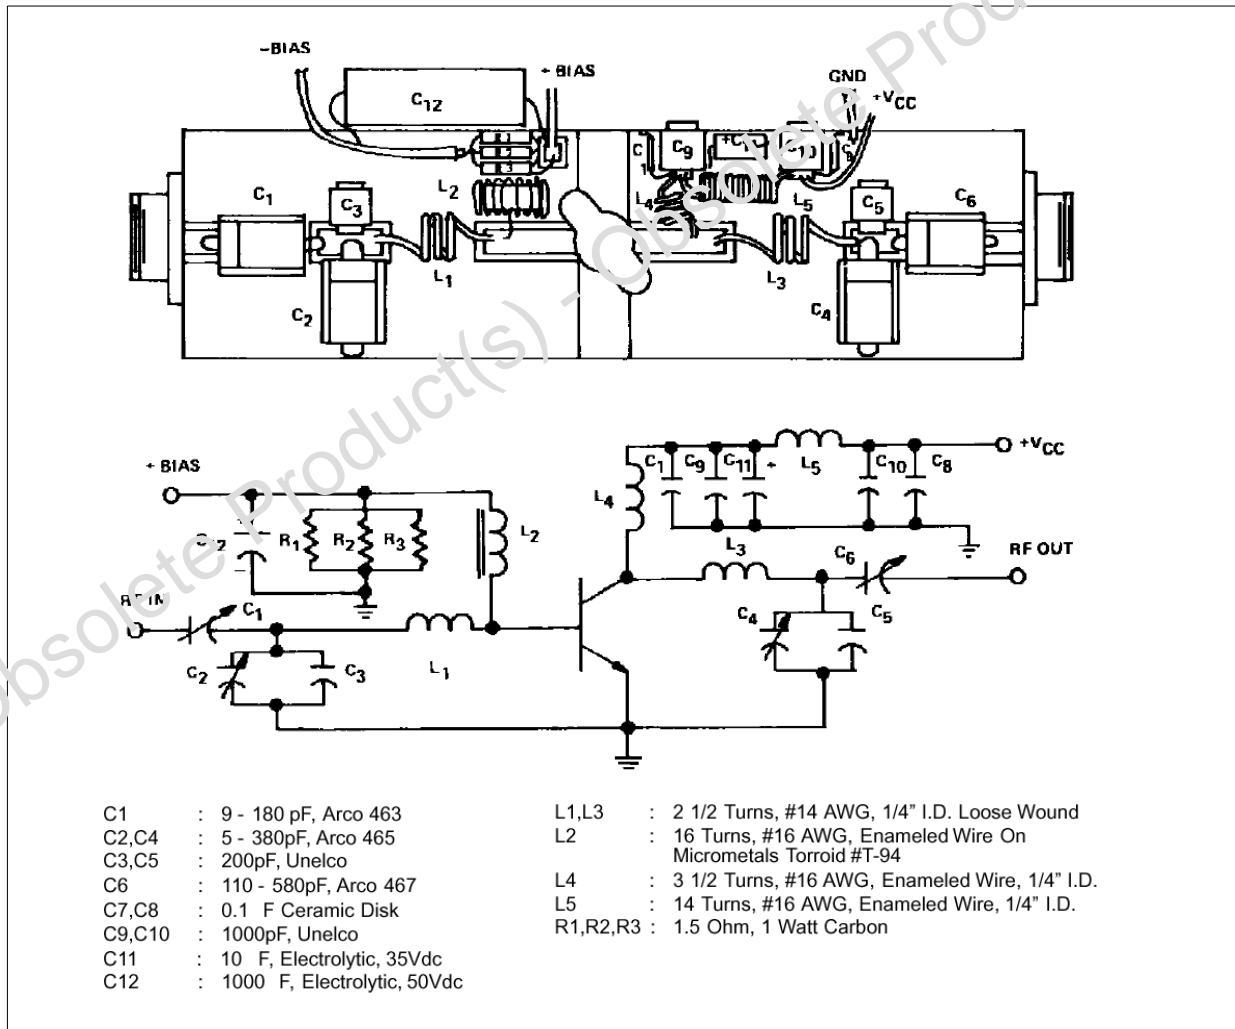 Obsolete Product(s) - Obsolete Produc
-BIAS
C12
+ BIAS
GND
+VCC
C1
C3
L2
C9
L4
L5
C5
C6
L1
C2
L3
C4
+ BIAS
R1
R2
R3
L2
L4
C1
C9
C11
+
L5
C10
C8
+VCC
RF IN
C1
C2
C3
L1
L3
C6
RF OUT
C4
C5
C1 : 9 - 180 pF, Arco 463
C2,C4 : 5 - 380pF, Arco 465
C3,C5 : 200pF, Unelco
C6 : 110 - 580pF, Arco 467
C7,C8 : 0.1 F Ceramic Disk
C9,C10 : 1000pF, Unelco
C11 : 10 F, Electrolytic, 35Vdc
C12 : 1000 F, Electrolytic, 50Vdc
L1,L3 : 2 1/2 Turns, #14 AWG, 1/4” I.D. Loose Wound
L2 : 16 Turns, #16 AWG, Enameled Wire On
Micrometals Torroid #T-94
L4 : 3 1/2 Turns, #16 AWG, Enameled Wire, 1/4” I.D.
L5 : 14 Turns, #16 AWG, Enameled Wire, 1/4” I.D.
R1,R2,R3 : 1.5 Ohm, 1 Watt Carbon